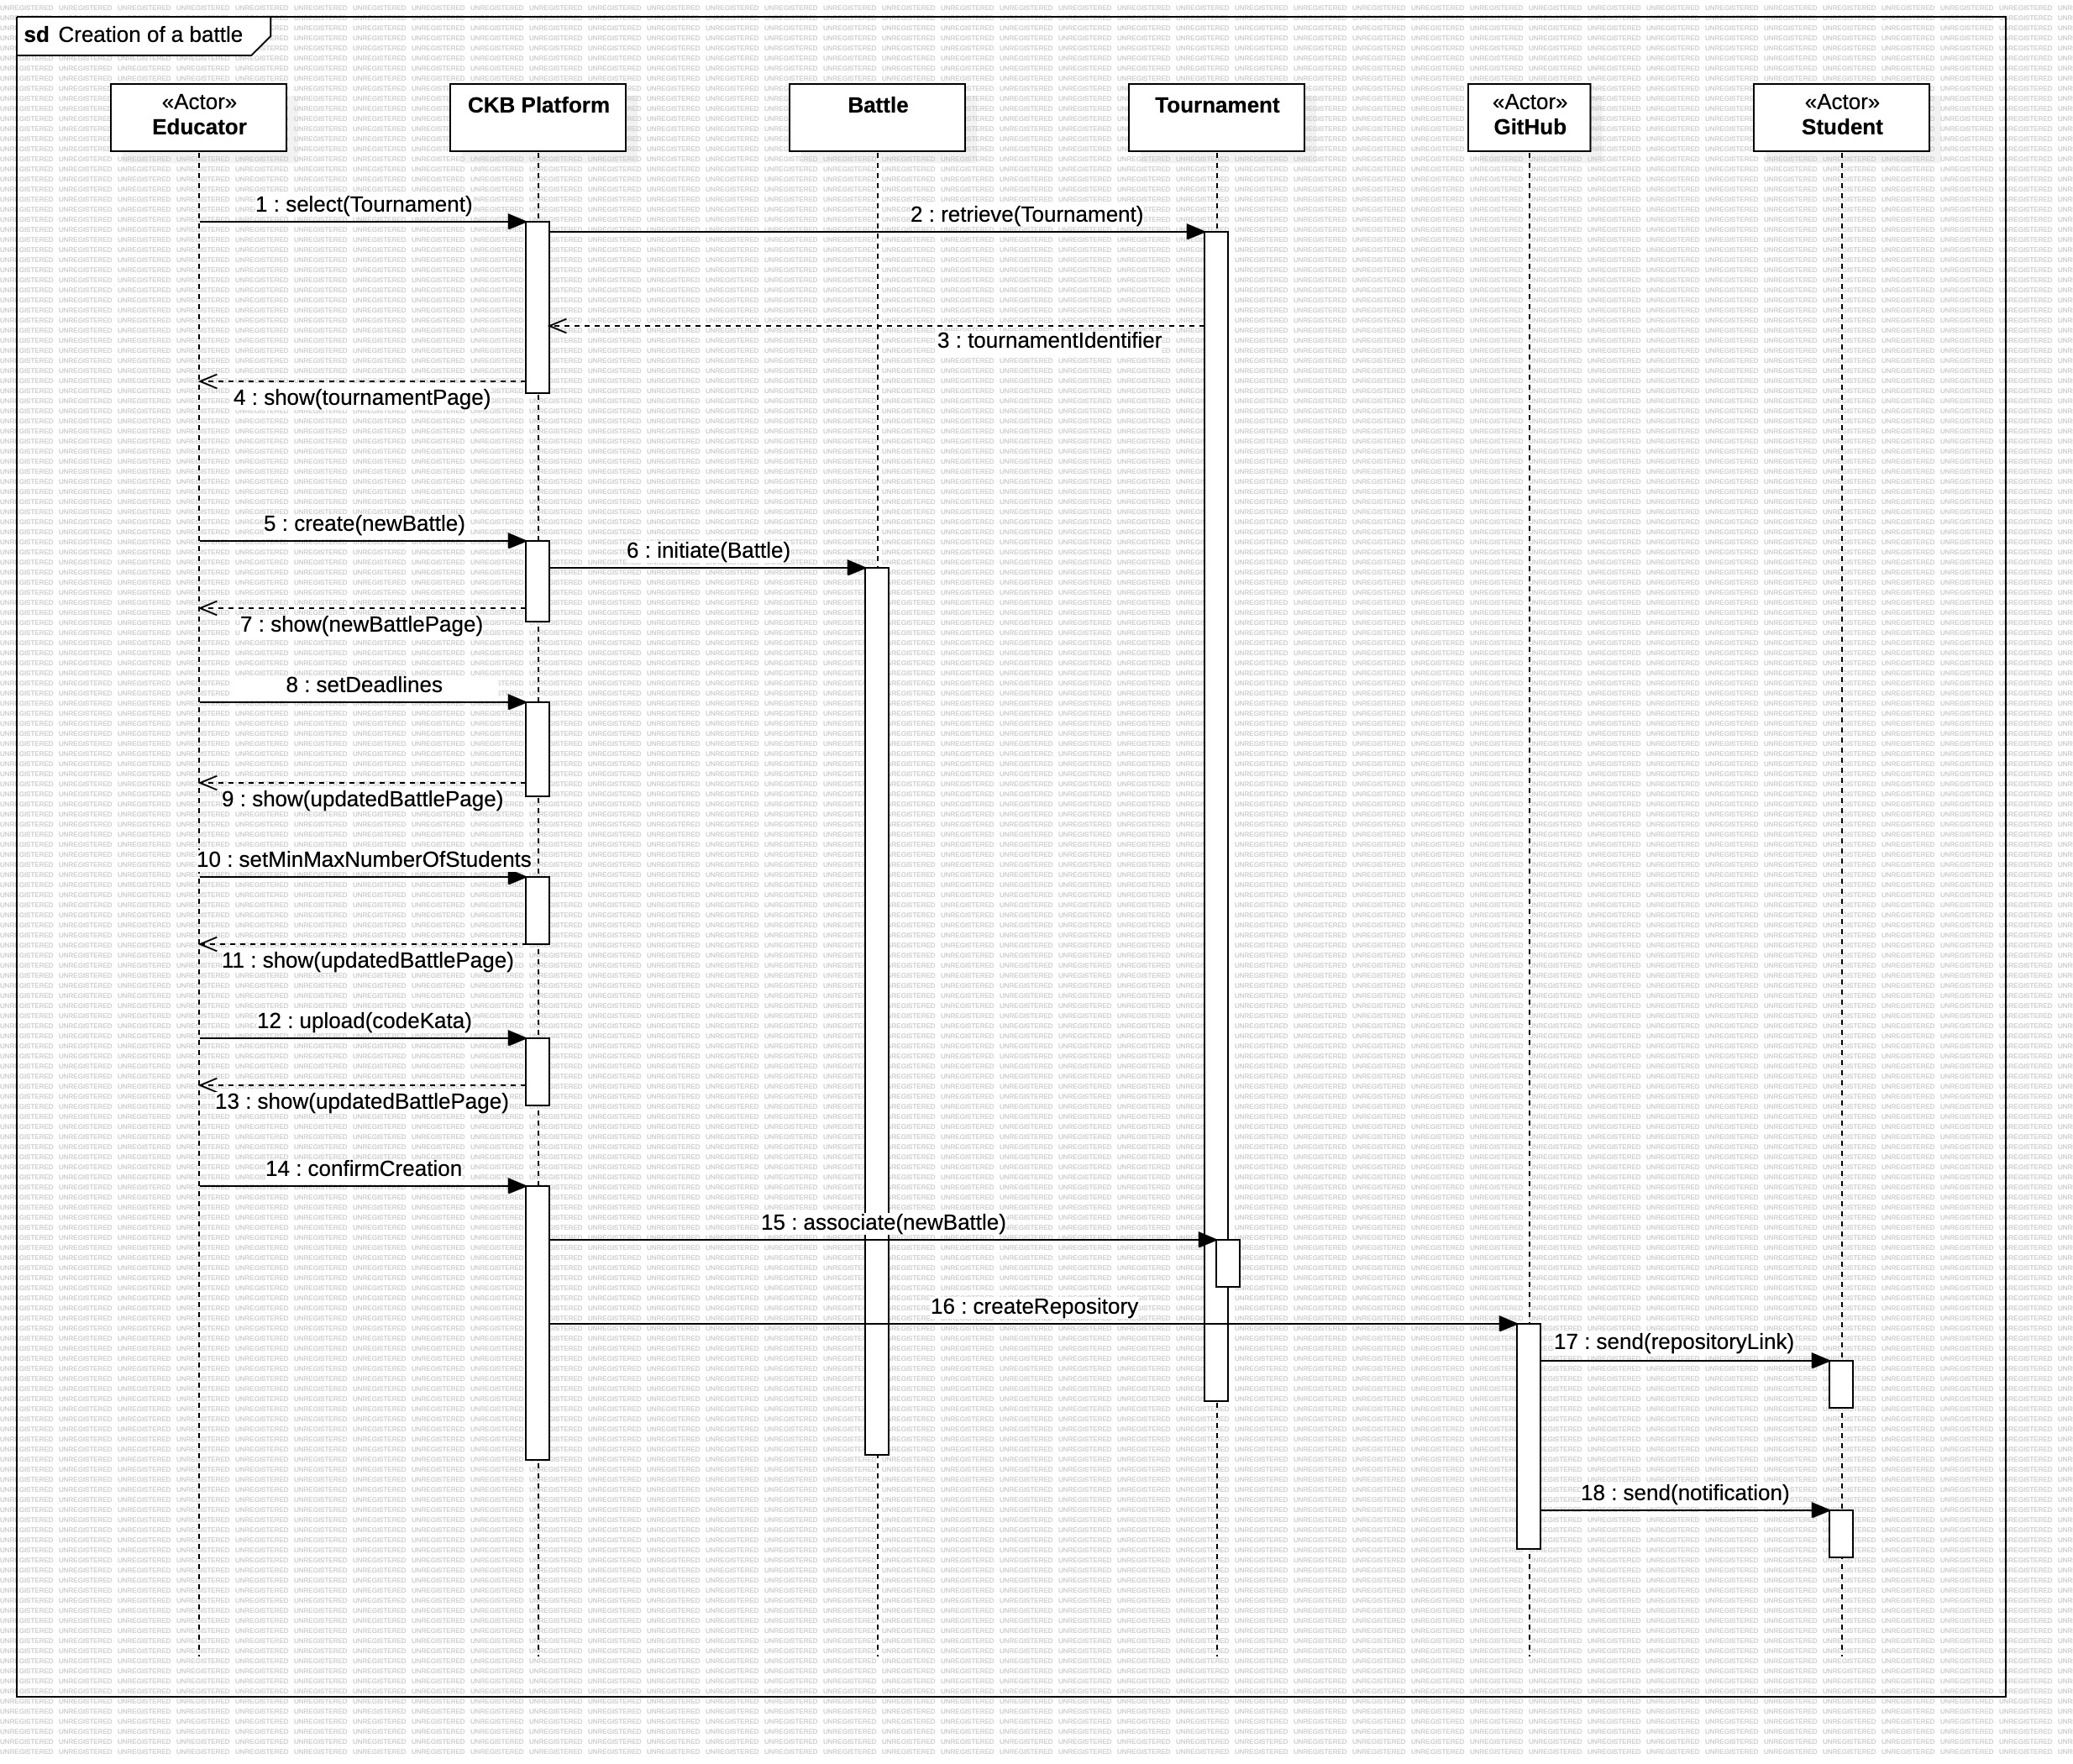 sd Creation of a battle
«Actor»
Educator
CKB Platform
Battle
Tournament
«Actor»
GitHub
«Actor»
Student
1 : select(Tournament)
2 : retrieve(Tournament)
3 : tournamentIdentifier
4 : show(tournamentPage)
5 : create(newBattle)
6 : initiate(Battle)
7 : show(newBattlePage)
8 : setDeadlines
9 : show(updatedBattlePage)
10 : setMinMaxNumberOfStudents
11 : show(updatedBattlePage)
12 : upload(codeKata)
13 : show(updatedBattlePage)
14 : confirmCreation
15 : associate(newBattle)
16 : createRepository
17 : send(repositoryLink)
18 : send(notification)
UNREGISTERED